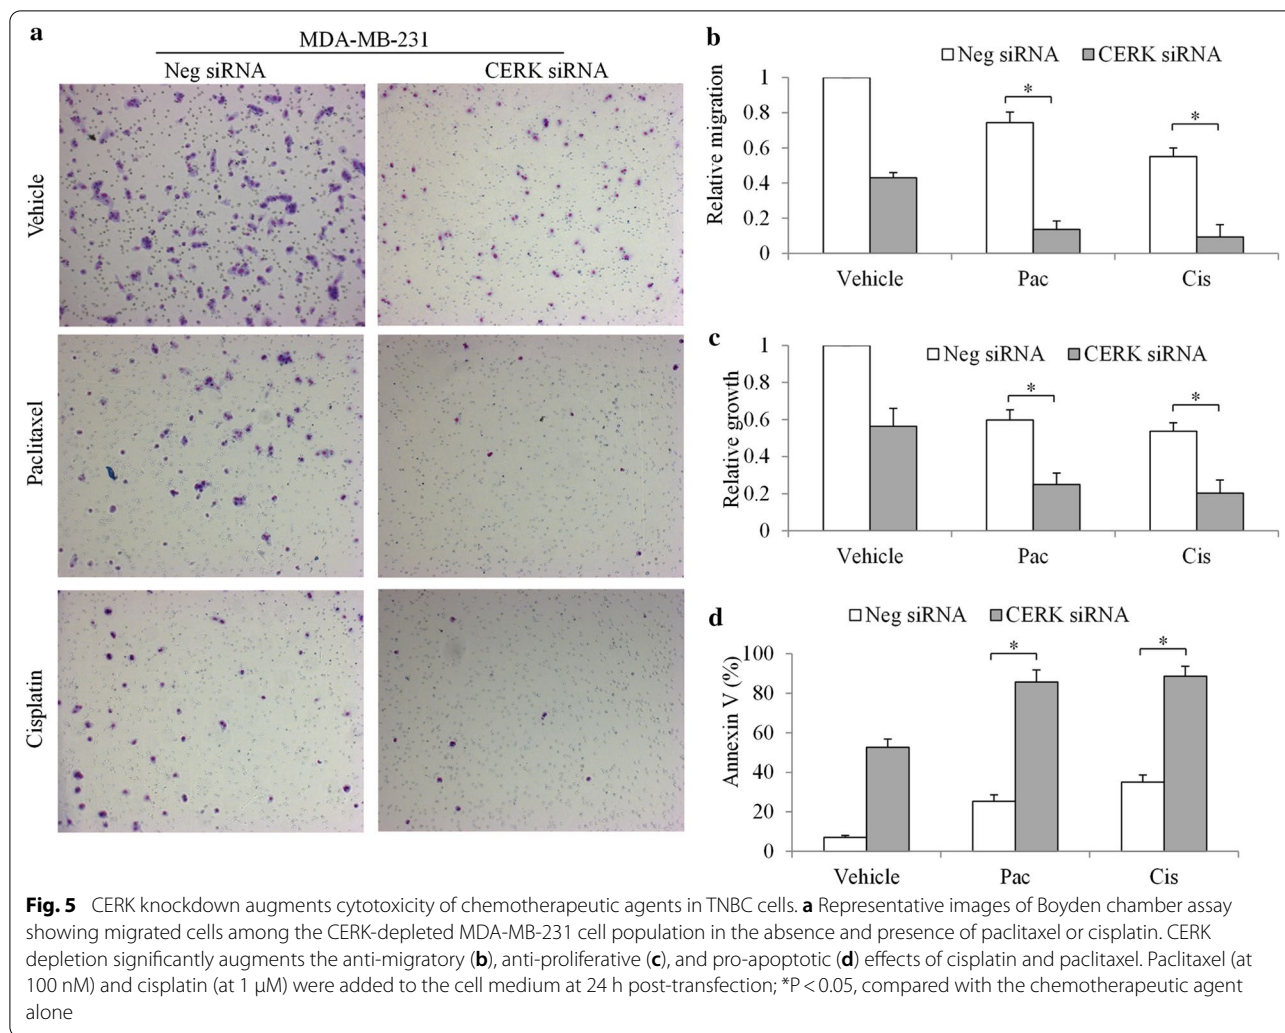 a
MDA-MB-231
Neg siRNA CERK siRNA
Vehicle
Paclitaxel
Cisplatin
b
Neg siRNA CERK siRNA
Relative migration
1
0.8
0.6
0.4
0.2
0
* *
Vehicle Pac Cis
c
Neg siRNA CERK siRNA
Relative growth
1
0.8
0.6
0.4
0.2
0
* *
Vehicle Pac Cis
d
Neg siRNA CERK siRNA
Annexin V (%)
100
80
60
40
20
0
* *
Vehicle Pac Cis
Fig. 5 CERK knockdown augments cytotoxicity of chemotherapeutic agents in TNBC cells. a Representative images of Boyden chamber assay
showing migrated cells among the CERK-depleted MDA-MB-231 cell population in the absence and presence of paclitaxel or cisplatin. CERK
depletion significantly augments the anti-migratory (b), anti-proliferative (c), and pro-apoptotic (d) effects of cisplatin and paclitaxel. Paclitaxel (at
100 nM) and cisplatin (at 1 µM) were added to the cell medium at 24 h post-transfection; *P < 0.05, compared with the chemotherapeutic agent
alone